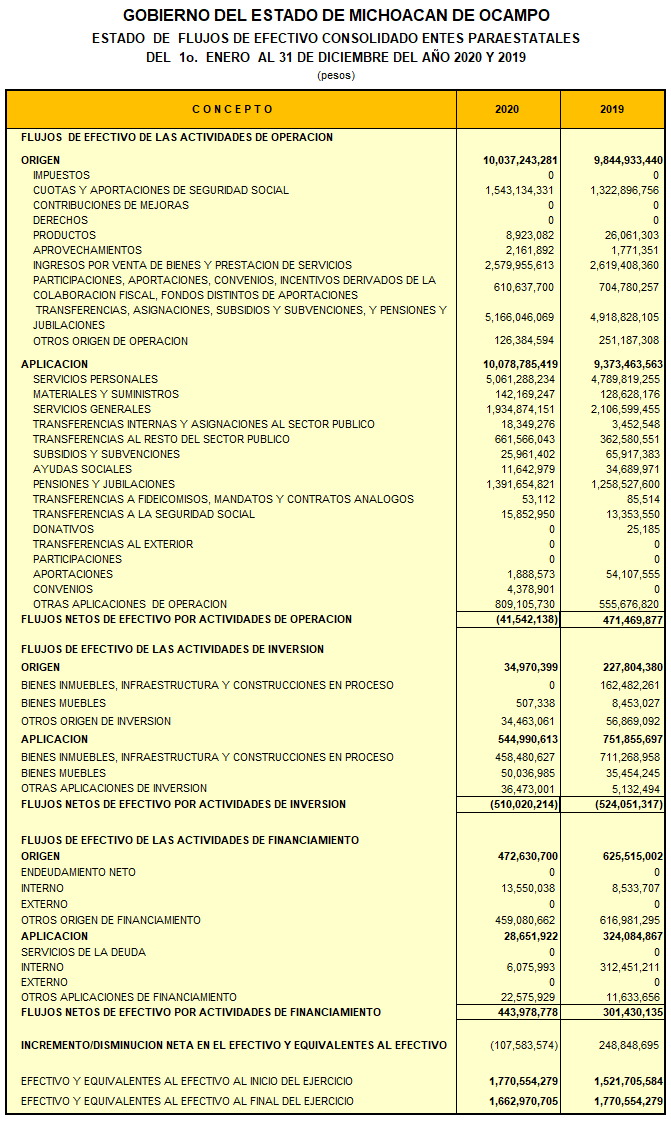 GOBIERNO DEL ESTADO DE MICHOACAN DE OCAMPO
ESTADO DE FLUJOS DE EFECTIVO CONSOLIDADO ENTES PARAESTATALES
DEL 1o. ENERO AL 31 DE DICIEMBRE DEL AÑO 2020 Y 2019
(pesos)
C O N C E P T O 2020 2019
FLUJOS DE EFECTIVO DE LAS ACTIVIDADES DE OPERACION
ORIGEN 10,037,243,281 9,844,933,440
IMPUESTOS 0 0
CUOTAS Y APORTACIONES DE SEGURIDAD SOCIAL 1,543,134,331 1,322,896,756
CONTRIBUCIONES DE MEJORAS 0 0
DERECHOS 0 0
PRODUCTOS 8,923,082 26,061,303
APROVECHAMIENTOS 2,161,892 1,771,351
INGRESOS POR VENTA DE BIENES Y PRESTACION DE SERVICIOS 2,579,955,613 2,619,408,360
PARTICIPACIONES, APORTACIONES, CONVENIOS, INCENTIVOS DERIVADOS DE LA
COLABORACION FISCAL, FONDOS DISTINTOS DE APORTACIONES 610,637,700 704,780,257
TRANSFERENCIAS, ASIGNACIONES, SUBSIDIOS Y SUBVENCIONES, Y PENSIONES Y
JUBILACIONES 5,166,046,069 4,918,828,105
OTROS ORIGEN DE OPERACION 126,384,594 251,187,308
APLICACION 10,078,785,419 9,373,463,563
SERVICIOS PERSONALES 5,061,288,234 4,789,819,255
MATERIALES Y SUMINISTROS 142,169,247 128,628,176
SERVICIOS GENERALES 1,934,874,151 2,106,599,455
TRANSFERENCIAS INTERNAS Y ASIGNACIONES AL SECTOR PUBLICO 18,349,276 3,452,548
TRANSFERENCIAS AL RESTO DEL SECTOR PUBLICO 661,566,043 362,580,551
SUBSIDIOS Y SUBVENCIONES 25,961,402 65,917,383
AYUDAS SOCIALES 11,642,979 34,689,971
PENSIONES Y JUBILACIONES 1,391,654,821 1,258,527,600
TRANSFERENCIAS A FIDEICOMISOS, MANDATOS Y CONTRATOS ANALOGOS 53,112 85,514
TRANSFERENCIAS A LA SEGURIDAD SOCIAL 15,852,950 13,353,550
DONATIVOS 0 25,185
TRANSFERENCIAS AL EXTERIOR 0 0
PARTICIPACIONES 0 0
APORTACIONES 1,888,573 54,107,555
CONVENIOS 4,378,901 0
OTRAS APLICACIONES DE OPERACION 809,105,730 555,676,820
FLUJOS NETOS DE EFECTIVO POR ACTIVIDADES DE OPERACION (41,542,138) 471,469,877
FLUJOS DE EFECTIVO DE LAS ACTIVIDADES DE INVERSION
ORIGEN 34,970,399 227,804,380
BIENES INMUEBLES, INFRAESTRUCTURA Y CONSTRUCCIONES EN PROCESO 0 162,482,261
BIENES MUEBLES 507,338 8,453,027
OTROS ORIGEN DE INVERSION 34,463,061 56,869,092
APLICACION 544,990,613 751,855,697
BIENES INMUEBLES, INFRAESTRUCTURA Y CONSTRUCCIONES EN PROCESO 458,480,627 711,268,958
BIENES MUEBLES 50,036,985 35,454,245
OTRAS APLICACIONES DE INVERSION 36,473,061 5,132,494
FLUJOS NETOS DE EFECTIVO POR ACTIVIDADES DE INVERSION (510,020,214) (524,051,317)
FLUJOS DE EFECTIVO DE LAS ACTIVIDADES DE FINANCIAMIENTO
ORIGEN 472,630,700 625,515,002
ENDEUDAMIENTO NETO 0 0
INTERNO 13,550,038 8,533,707
EXTERNO 0 0
OTROS ORIGEN DE FINANCIAMIENTO 459,080,662 616,981,295
APLICACION 28,651,922 324,084,867
SERVICIOS DE LA DEUDA 0 0
INTERNO 6,075,993 312,451,211
EXTERNO 0 0
OTROS APLICACIONES DE FINANCIAMIENTO 22,575,929 11,633,656
FLUJOS NETOS DE EFECTIVO POR ACTIVIDADES DE FINANCIAMIENTO 443,978,778 301,430,135
INCREMENTO/DISMINUCION NETA EN EL EFECTIVO Y EQUIVALENTES AL EFECTIVO (107,583,574) 248,848,695
EFECTIVO Y EQUIVALENTES AL EFECTIVO AL INICIO DEL EJERCICIO 1,770,554,279 1,521,705,584
EFECTIVO Y EQUIVALENTES AL EFECTIVO AL FINAL DEL EJERCICIO 1,662,970,705 1,770,554,279